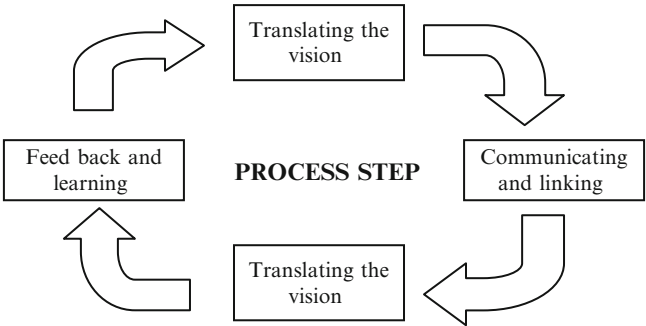 Translating the
vision
Feed back and
learning
PROCESS STEP
Communicating
and linking
Translating the
vision